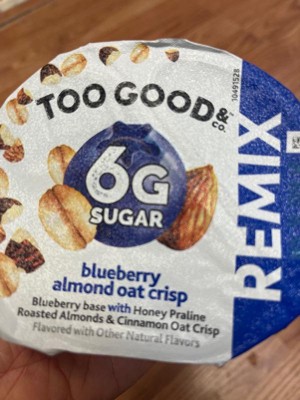 TOO GOOD &
CO.
6G
SUGAR
blueberry
almond oat crisp
Blueberry base with Honey Praline
Roasted Almonds & Cinnamon Oat Crisp
Flavored with Other Natural Flavors
REMIX
10491528